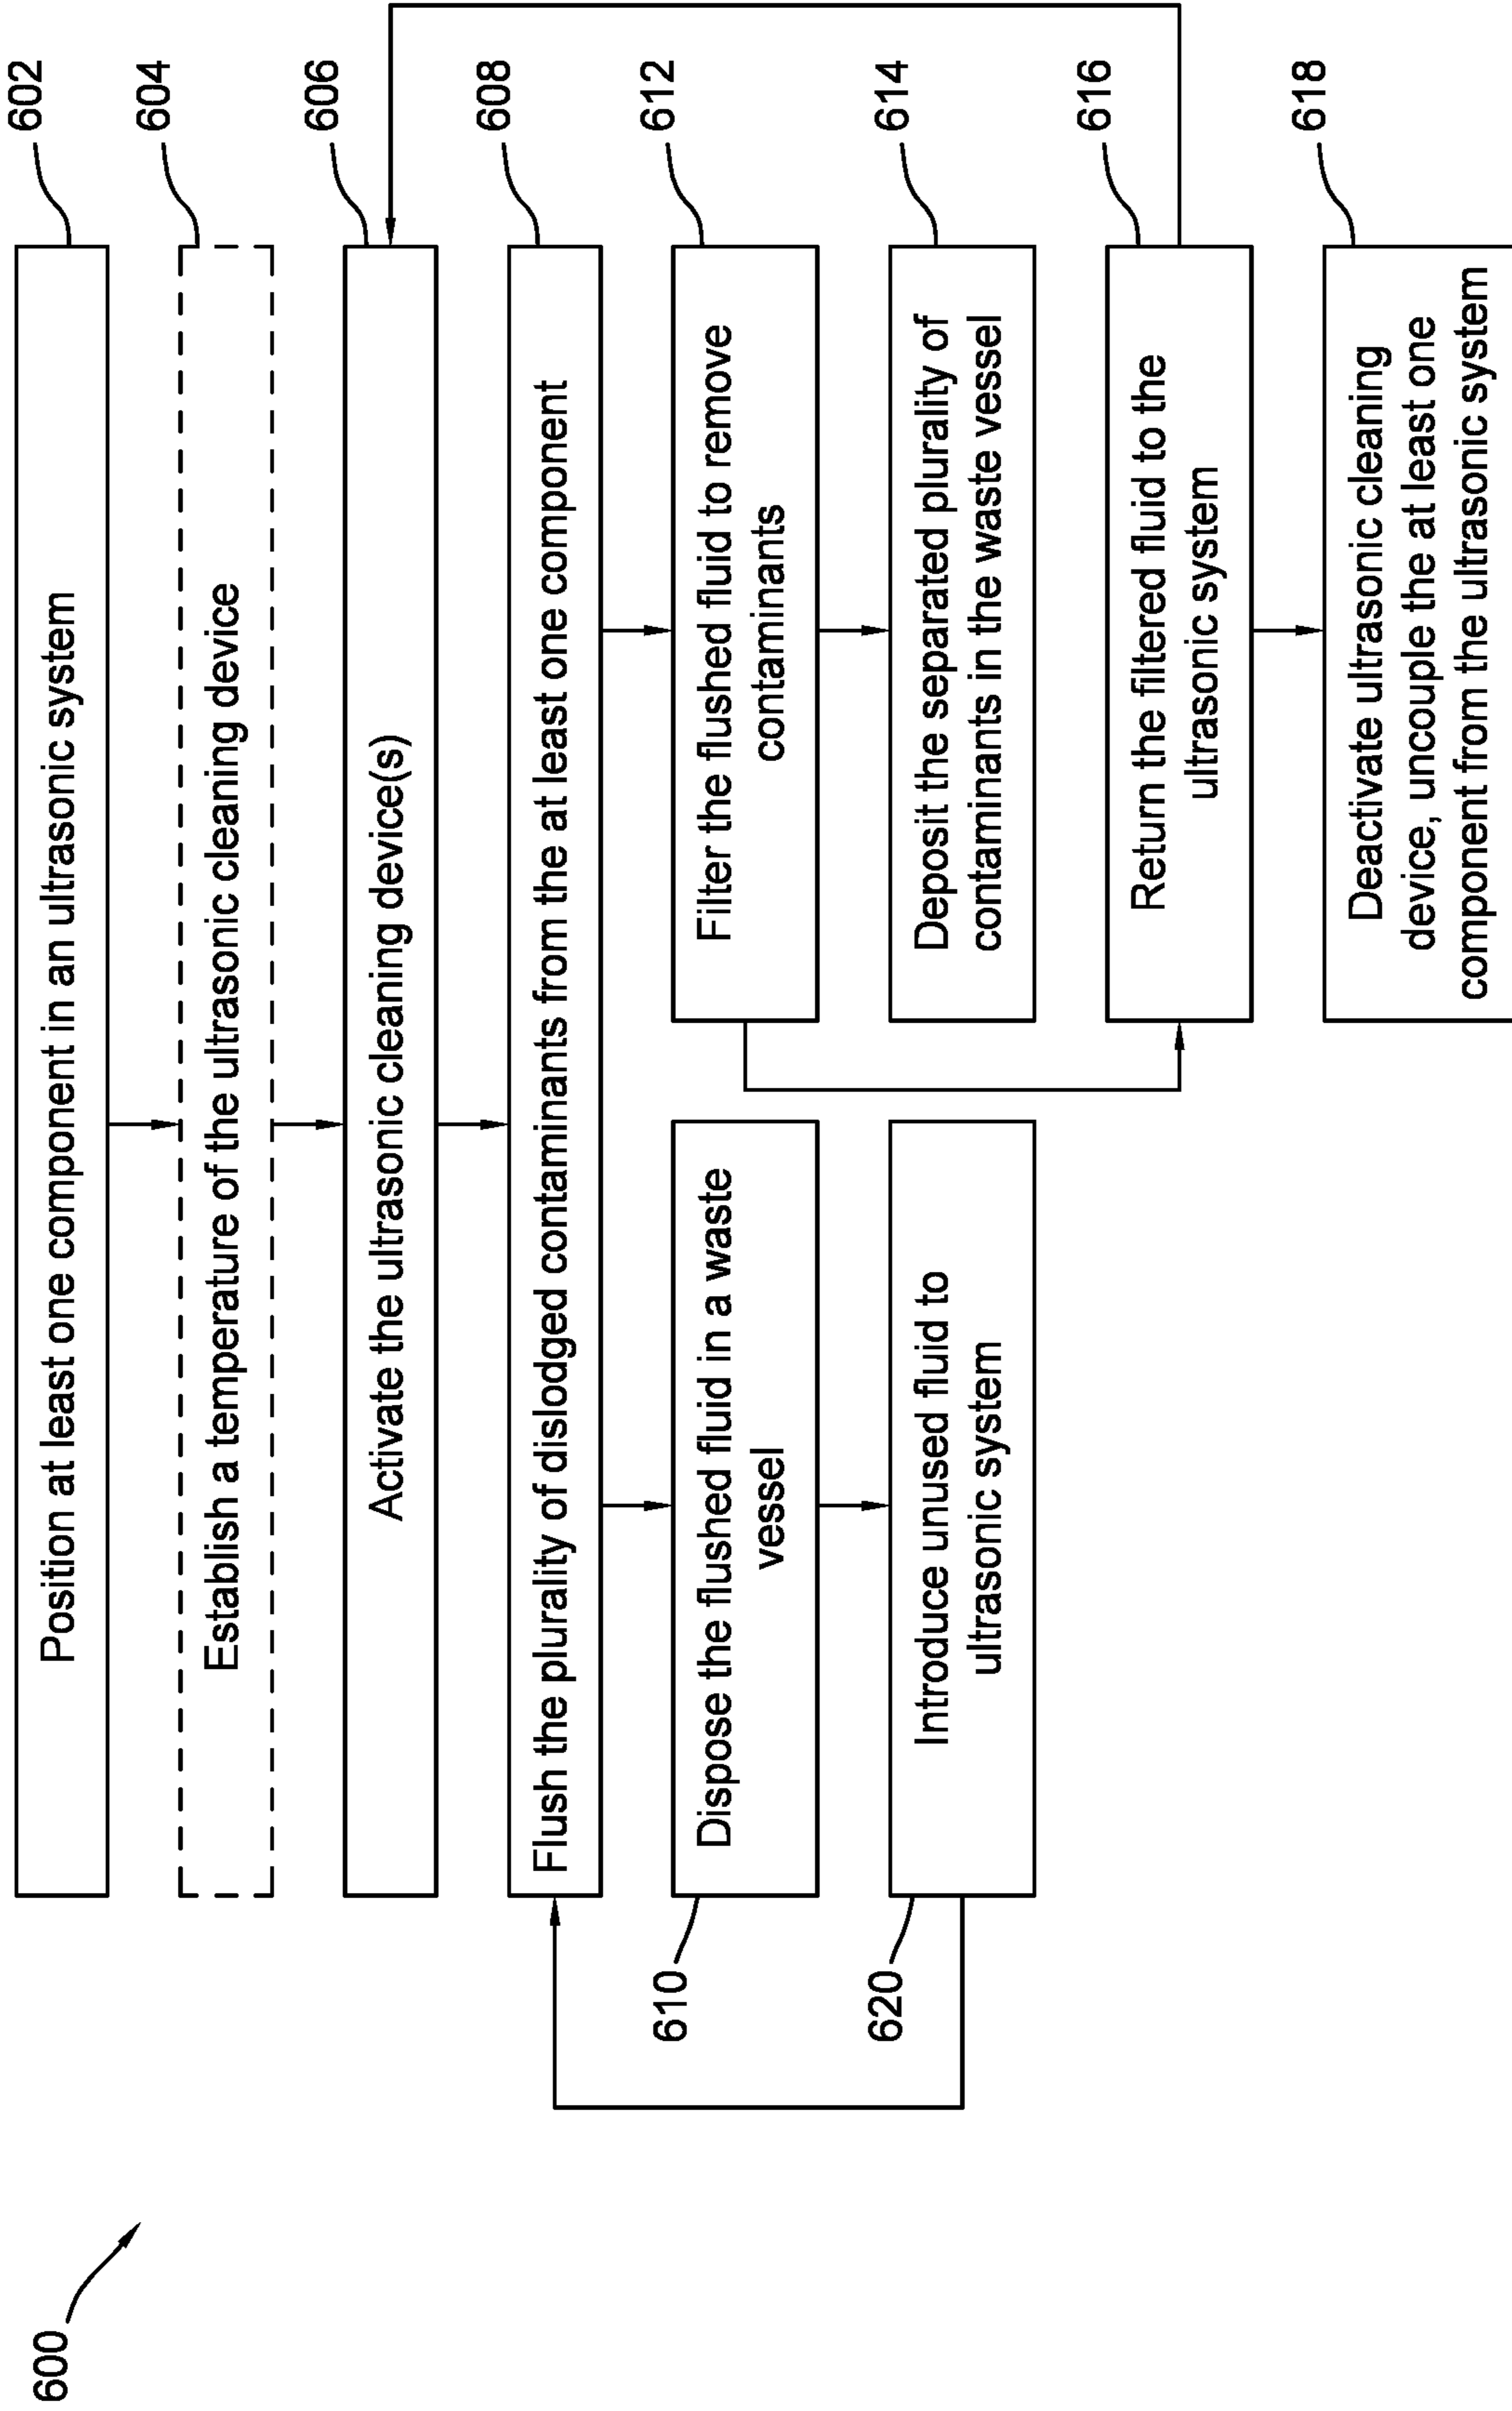 600
Position at least one component in an ultrasonic system
602
Establish a temperature of the ultrasonic cleaning device
604
Activate the ultrasonic cleaning device(s)
606
Flush the plurality of dislodged contaminants from the at least one component
608
610
Dispose the flushed fluid in a waste
vessel
Filter the flushed fluid to remove
contaminants
612
620
Introduce unused fluid to
ultrasonic system
Deposit the separated plurality of
contaminants in the waste vessel
614
Return the filtered fluid to the
ultrasonic system
616
Deactivate ultrasonic cleaning
device, uncouple the at least one
component from the ultrasonic system
618